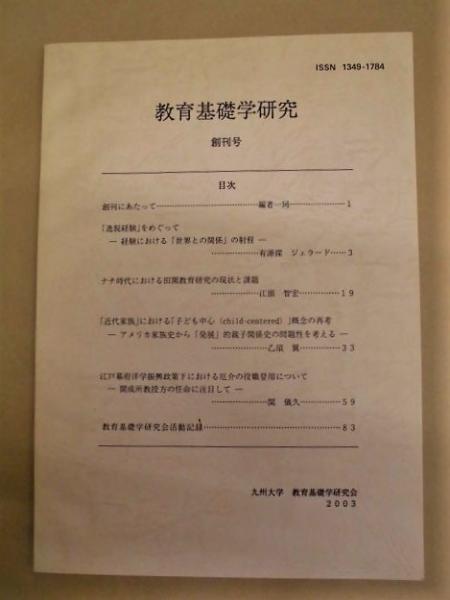 ISSN 1349-1784
教育基礎学研究
創刊号
目次
創刊にあたって……………………………編者一同………………1
「造祝経験」をめぐって
― 経験における「世界との関係」の射程 ―
……………………有源探 ジェラード……3
ナチ時代における田園教育研究の現状と課題
……………………江頭 智宏…………19
「近代家族」における「子ども中心 (child-centered) 」概念の再考
― アメリカ家族史から「発展」的親子関係史の問題性を考える ―
……………………乙須 翼……………33
江戸幕府洋学振興政策下における厄介の役職登用について
― 開成所教授方の任命に注目して ―
……………………関 儀久……………59
教育基礎学研究会活動記録……………………………………83
九州大学 教育基礎学研究会
2003